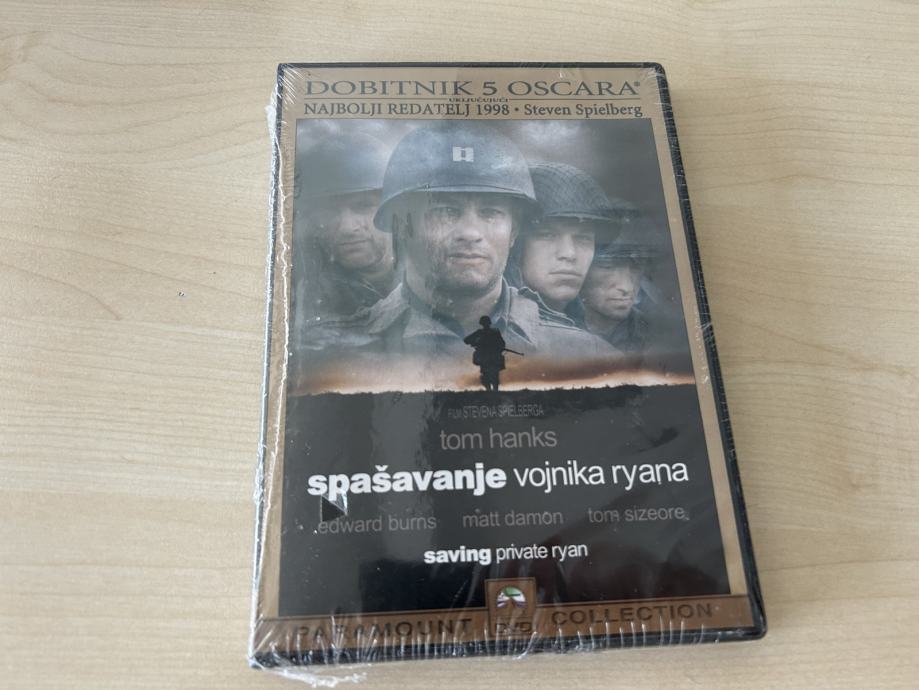 DOBITNIK 5 OSCARA®
UKLJUČUJUĆI
NAJBOLJI REDATELJ 1998 • Steven Spielberg
FILM STEVENA SPIELBERGA
tom hanks
spašavanje vojnika ryana
edward burns matt damon tom sizeore
saving private ryan
PARAMOUNT DVD COLLECTION